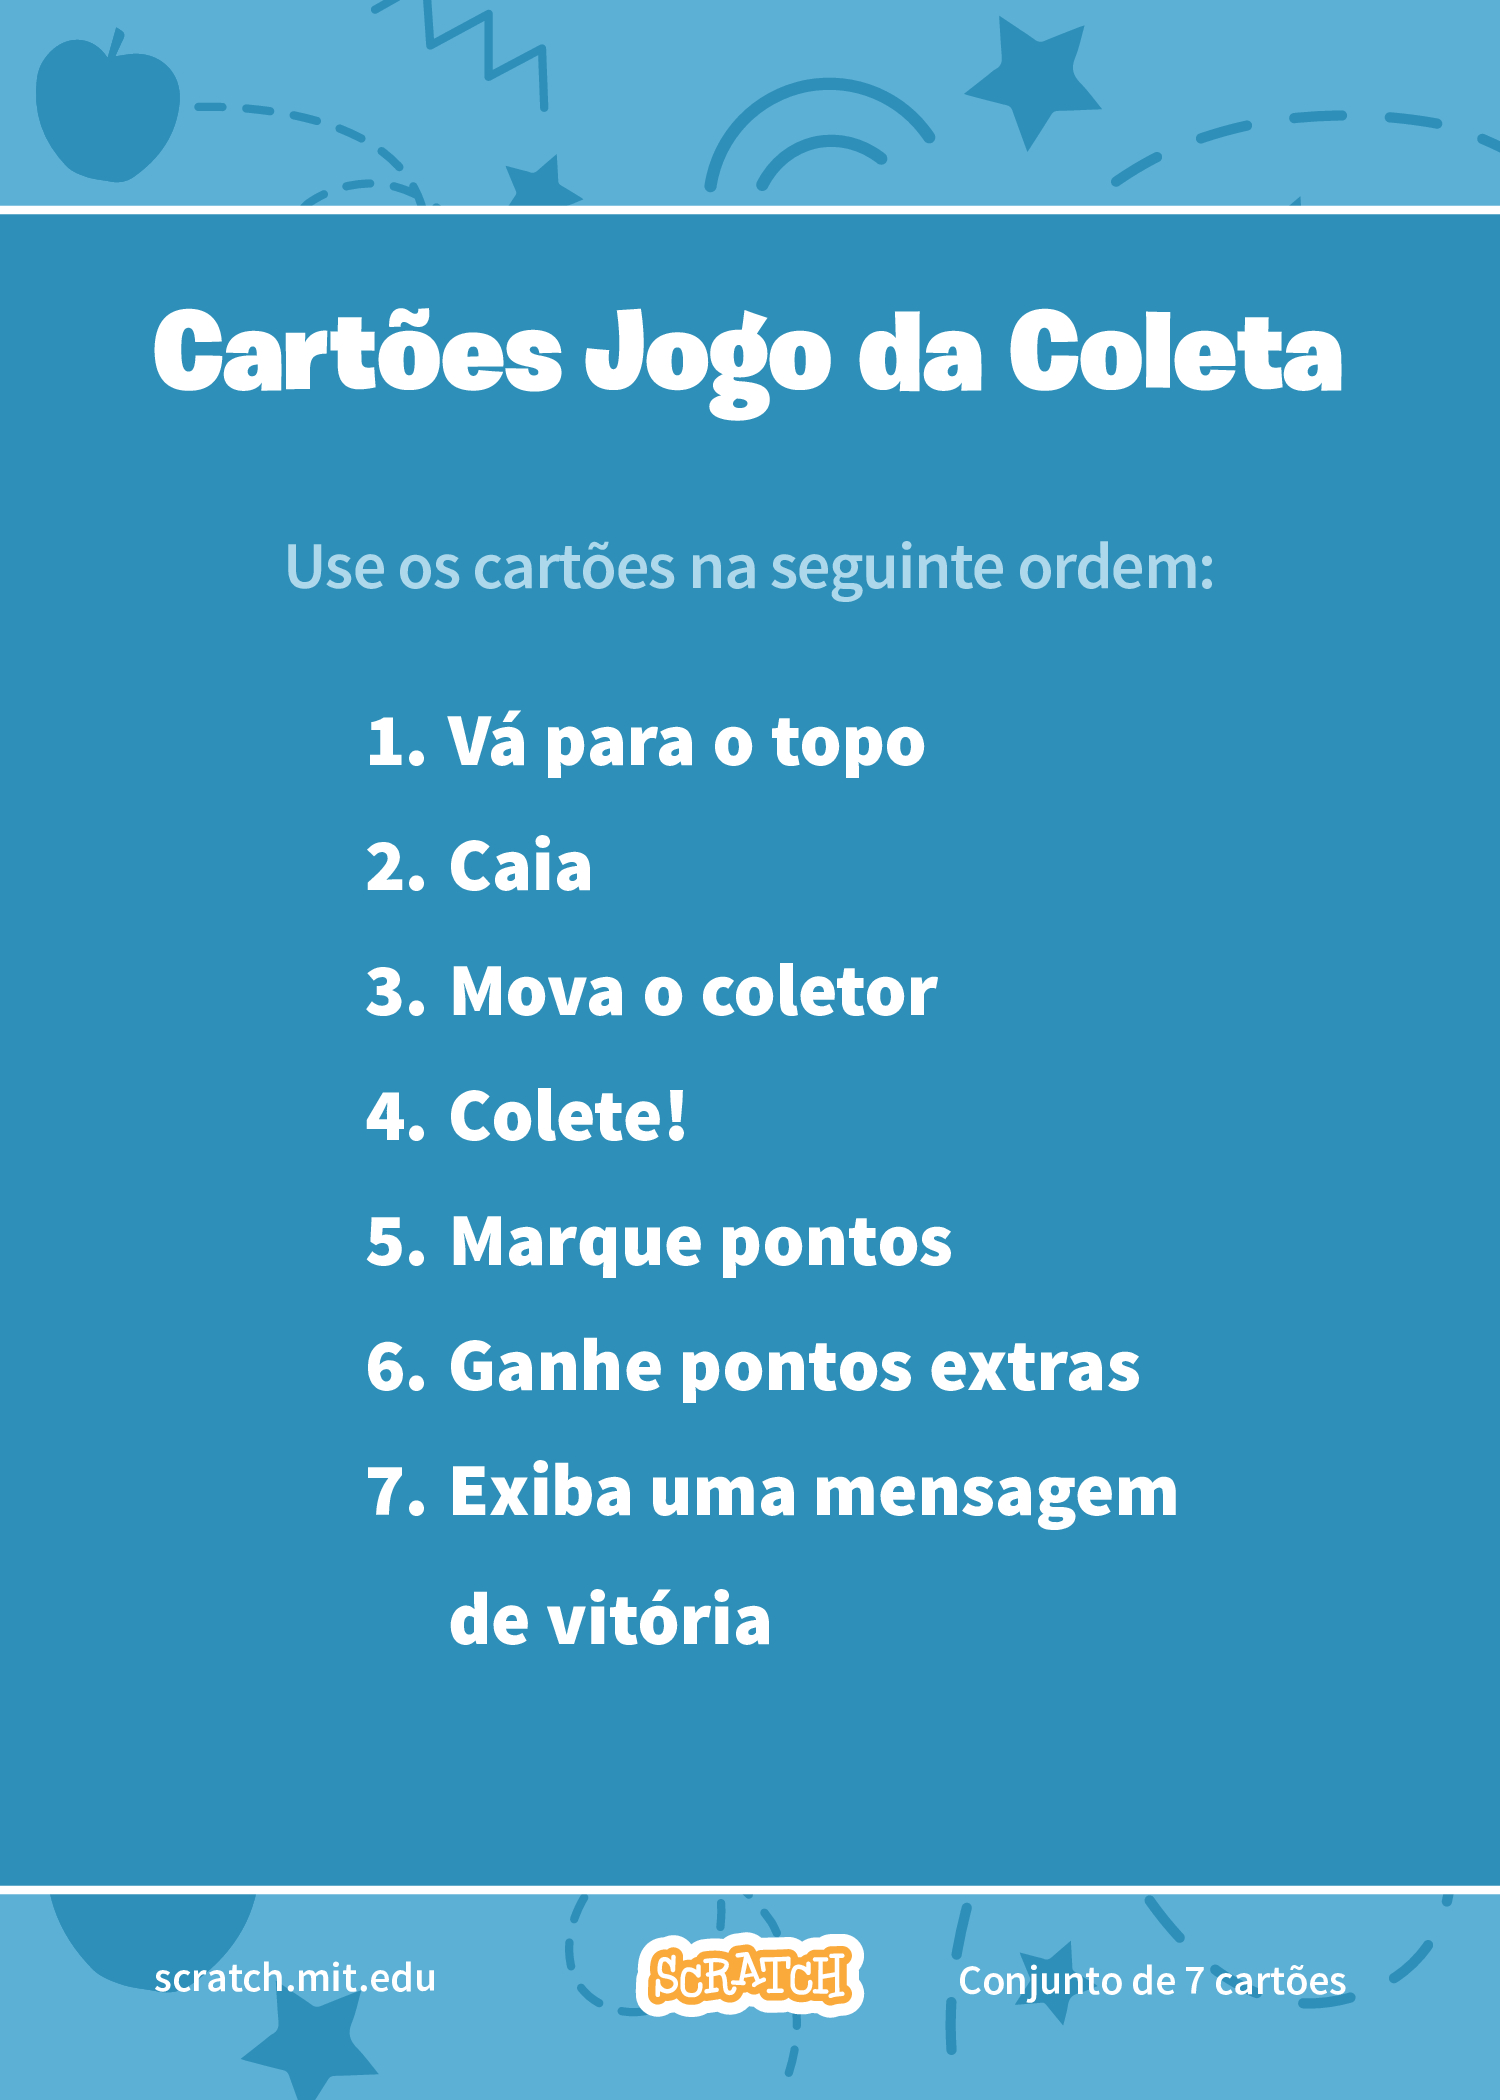 Cartões Jogo da Coleta
Use os cartões na seguinte ordem:
1. Vá para o topo
2. Caia
3. Mova o coletor
4. Colete!
5. Marque pontos
6. Ganhe pontos extras
7. Exiba uma mensagem
de vitória
scratch.mit.edu
SCRATCH
Conjunto de 7 cartões